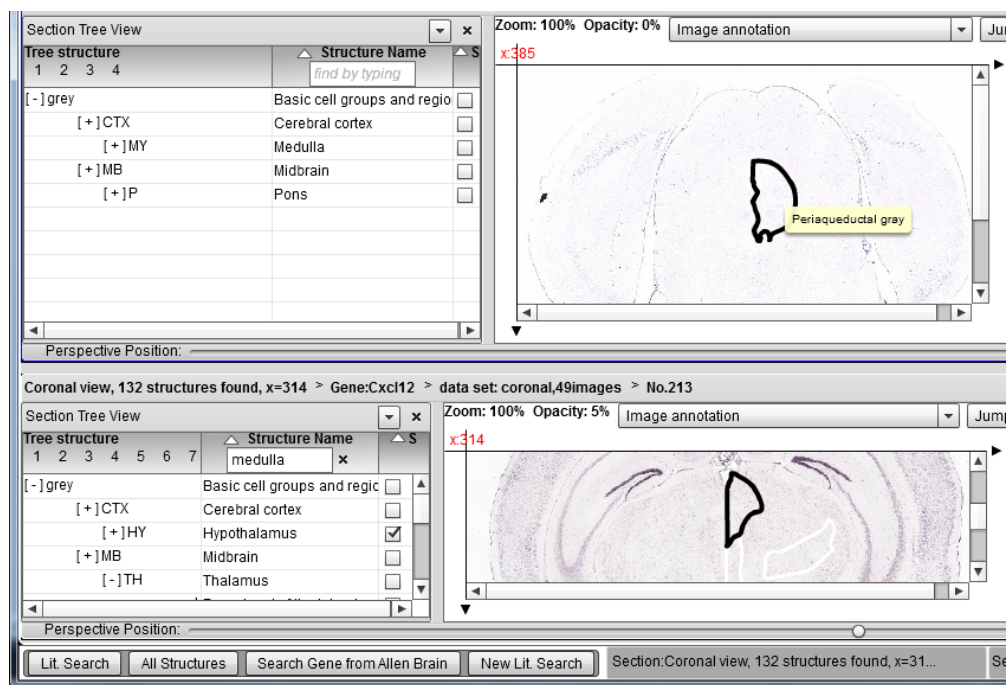 Section Tree View
Zoom: 100% Opacity: 0% Image annotation Jur
Tree structure Structure Name S
1 2 3 4 find by typing
x:385
[-]grey Basic cell groups and regio
[+]CTX Cerebral cortex
[+]MY Medulla
[+]MB Midbrain
[+]P Pons
Periaqueductal gray
Perspective Position:
Coronal view, 132 structures found, x=314 > Gene:Cxcl12 > data set: coronal,49images > No.213
Section Tree View
Zoom: 100% Opacity: 5% Image annotation Jump
Tree structure Structure Name S
1 2 3 4 5 6 7 medulla x
x:314
[-]grey Basic cell groups and regic
[+]CTX Cerebral cortex
[+]HY Hypothalamus
[+]MB Midbrain
[-]TH Thalamus
Perspective Position:
Lit. Search All Structures Search Gene from Allen Brain New Lit. Search Section:Coronal view, 132 structures found, x=31... Se